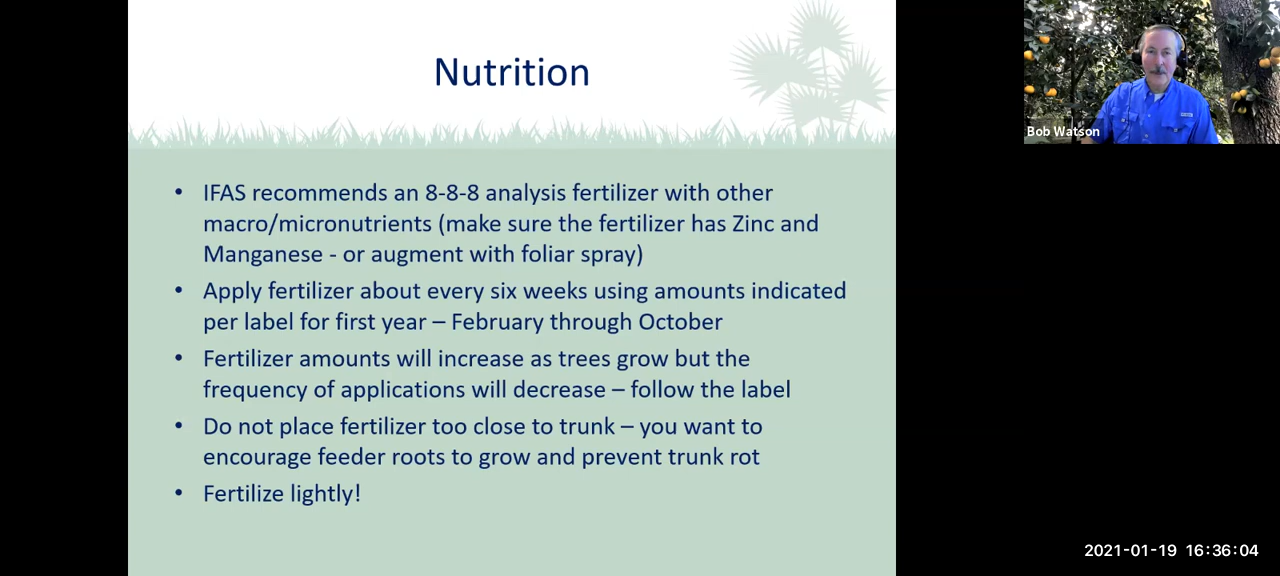 Nutrition
• IFAS recommends an 8-8-8 analysis fertilizer with other
macro/micronutrients (make sure the fertilizer has Zinc and
Manganese - or augment with foliar spray)
• Apply fertilizer about every six weeks using amounts indicated
per label for first year – February through October
• Fertilizer amounts will increase as trees grow but the
frequency of applications will decrease – follow the label
• Do not place fertilizer too close to trunk – you want to
encourage feeder roots to grow and prevent trunk rot
• Fertilize lightly!
Bob Watson
2021-01-19 16:36:04